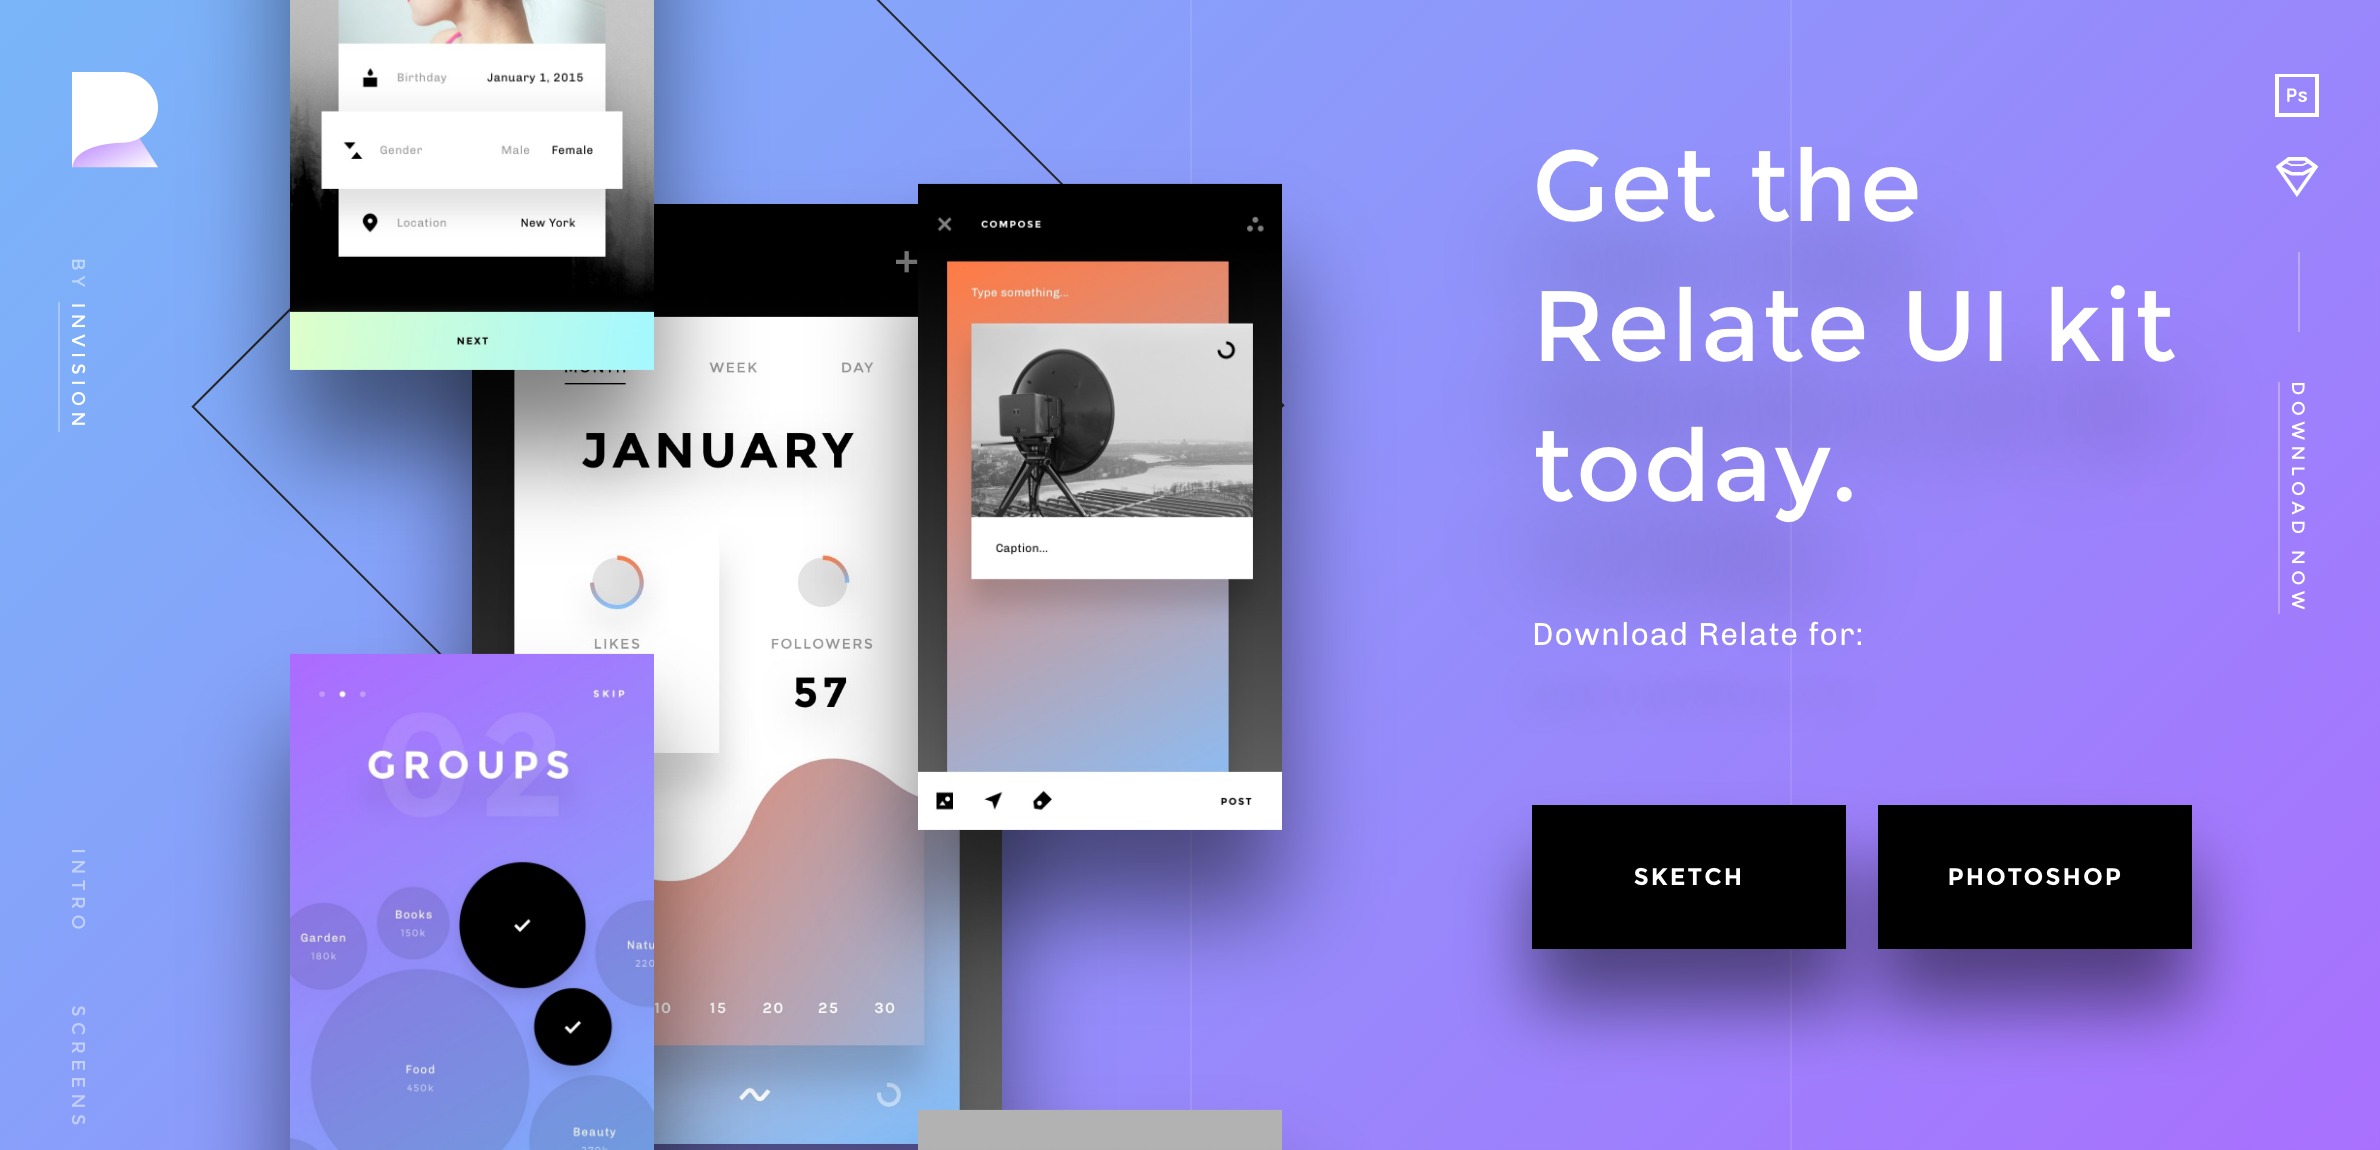 BY INVISION
INTRO
SCREENS
Birthday January 1, 2015
Gender Male Female
Location New York
NEXT
MONTH WEEK DAY
JANUARY
LIKES
FOLLOWERS
57
10 15 20 25 30
SKIP
02
GROUPS
Books
150k
Garden
180k
Food
450k
Beauty
COMPOSE
Type something...
Caption...
POST
Get the
Relate UI kit
today.
Download Relate for:
SKETCH
PHOTOSHOP
Ps
DOWNLOAD NOW